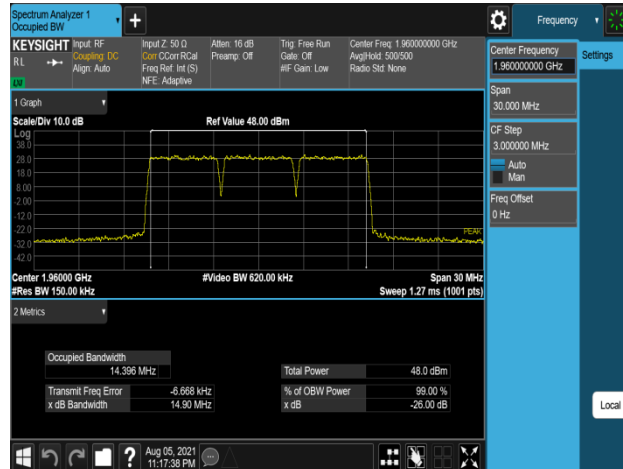 Spectrum Analyzer 1
Occupied BW
Frequency
KEYSIGHT
Input: RF
Coupling: DC
Align: Auto
Input Z: 50 Ω
Corr CCorr RCal
Freq Ref: Int (S)
NFE: Adaptive
Atten: 16 dB
Preamp: Off
Trig: Free Run
Gate: Off
#IF Gain: Low
Center Freq: 1.960000000 GHz
Avg|Hold: 500/500
Radio Std: None
RL
Center Frequency
1.960000000 GHz
Settings
Span
30.000 MHz
CF Step
3.000000 MHz
Auto
Man
Freq Offset
0 Hz
1 Graph
Scale/Div 10.0 dB
Ref Value 48.00 dBm
Log
38.0
28.0
18.0
8.00
-2.00
-12.0
-22.0
-32.0
-42.0
PEAK
Center 1.96000 GHz
#Video BW 620.00 kHz
Span 30 MHz
#Res BW 150.00 kHz
Sweep 1.27 ms (1001 pts)
2 Metrics
Occupied Bandwidth
14.396 MHz
Total Power 48.0 dBm
Transmit Freq Error -6.668 kHz
% of OBW Power 99.00 %
x dB Bandwidth 14.90 MHz
x dB -26.00 dB
Local
Aug 05, 2021
11:17:38 PM